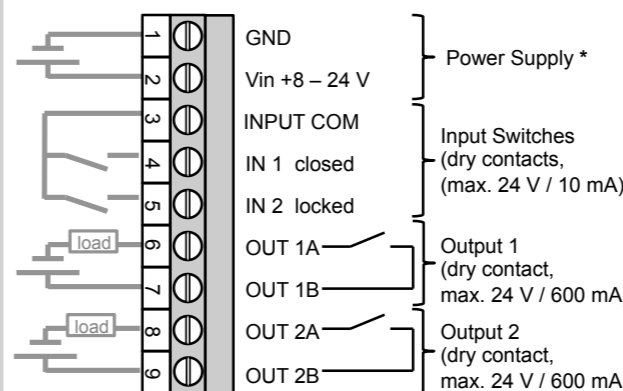 1 GND
2 Vin +8 – 24 V
Power Supply *
3 INPUT COM
4 IN 1 closed
5 IN 2 locked
Input Switches
(dry contacts,
(max. 24 V / 10 mA)
load 6 OUT 1A
7 OUT 1B
Output 1
(dry contact,
max. 24 V / 600 mA
load 8 OUT 2A
9 OUT 2B
Output 2
(dry contact,
max. 24 V / 600 mA